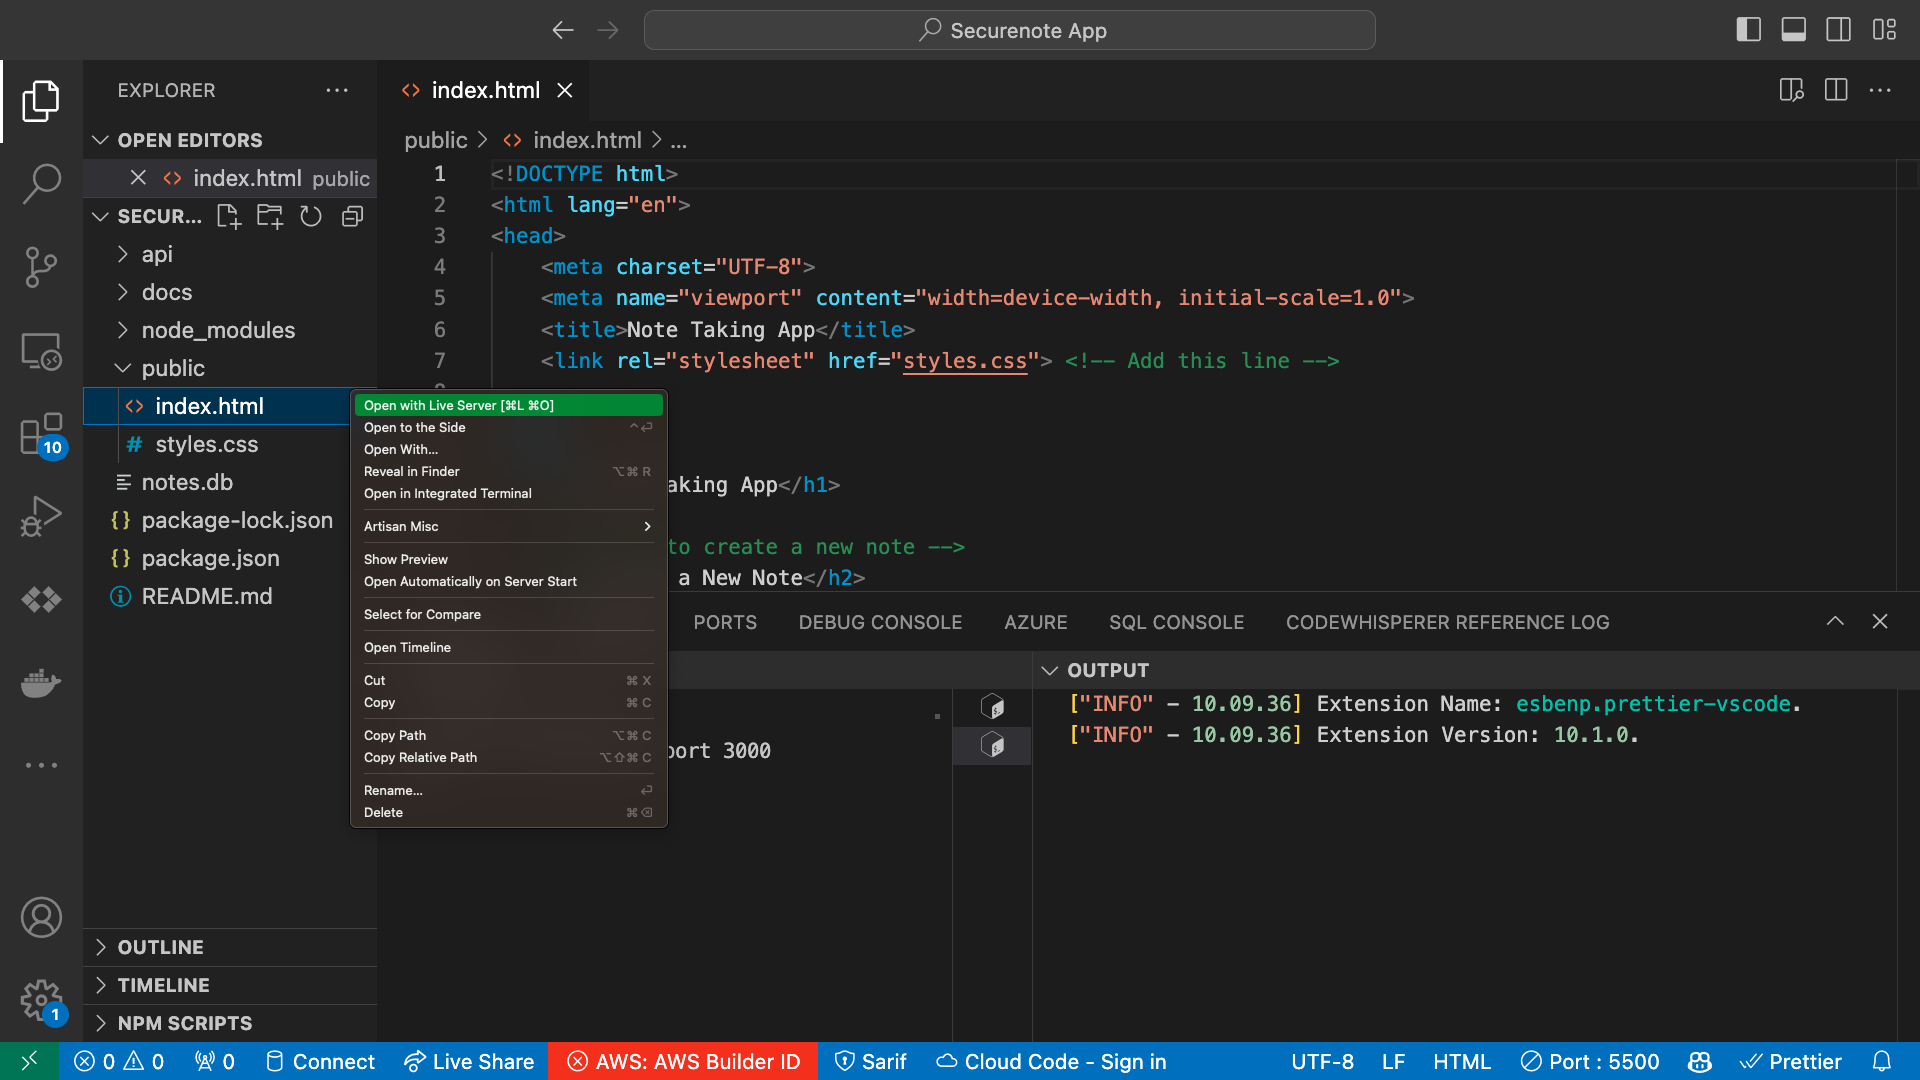 Securenote App
EXPLORER
index.html
OPEN EDITORS
index.html public
public > index.html > ...
SECUR...
api
docs
node_modules
public
index.html
styles.css
notes.db
package-lock.json
package.json
README.md
OUTLINE
TIMELINE
NPM SCRIPTS
10
1
1 <!DOCTYPE html>
2 <html lang="en">
3 <head>
4 <meta charset="UTF-8">
5 <meta name="viewport" content="width=device-width, initial-scale=1.0">
6 <title>Note Taking App</title>
7 <link rel="stylesheet" href="styles.css"> <!-- Add this line -->
aking App</h1>
to create a new note -->
a New Note</h2>
Open with Live Server [⌘L ⌘O]
Open to the Side ^⏎
Open With...
Reveal in Finder ⌥⌘ R
Open in Integrated Terminal
Artisan Misc
Show Preview
Open Automatically on Server Start
Select for Compare
Open Timeline
Cut ⌘ X
Copy ⌘ C
Copy Path ⌥⌘ C
Copy Relative Path ⌥⇧⌘ C
Rename... ⏎
Delete ⌘⌫
PORTS DEBUG CONSOLE AZURE SQL CONSOLE CODEWHISPERER REFERENCE LOG
port 3000
OUTPUT
["INFO" - 10.09.36] Extension Name: esbenp.prettier-vscode.
["INFO" - 10.09.36] Extension Version: 10.1.0.
0 0 0 Connect Live Share AWS: AWS Builder ID Sarif Cloud Code - Sign in UTF-8 LF HTML Port : 5500 Prettier